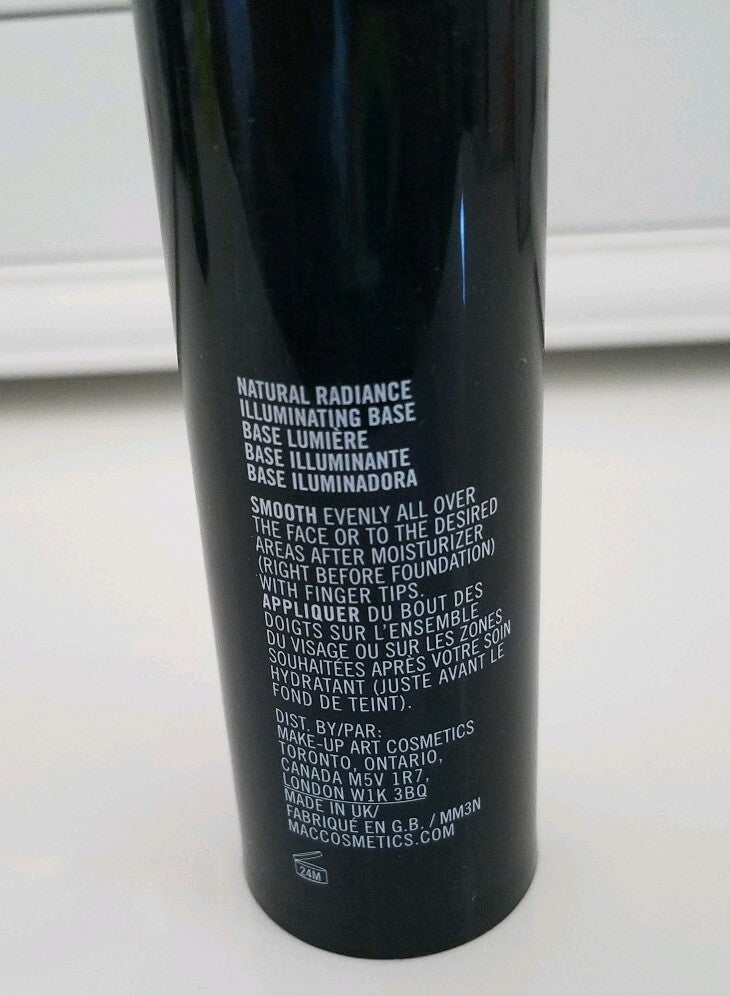 NATURAL RADIANCE
ILLUMINATING BASE
BASE LUMIÈRE
BASE ILLUMINANTE
BASE ILUMINADORA
SMOOTH EVENLY ALL OVER
THE FACE OR TO THE DESIRED
AREAS AFTER MOISTURIZER
(RIGHT BEFORE FOUNDATION)
WITH FINGER TIPS.
APPLIQUER DU BOUT DES
DOIGTS SUR L'ENSEMBLE
DU VISAGE OU SUR LES ZONES
SOUHAITÉES APRÈS VOTRE SOIN
HYDRATANT (JUSTE AVANT LE
FOND DE TEINT).
DIST. BY/PAR:
MAKE-UP ART COSMETICS
TORONTO, ONTARIO,
CANADA M5V 1R7,
LONDON W1K 3BQ
MADE IN UK/
FABRIQUÉ EN G.B. / MM3N
MACCOSMETICS.COM
24M